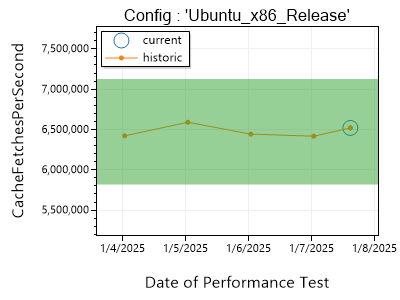 Config : 'Ubuntu_x86_Release'
current
historic
7,500,000
7,000,000
6,500,000
6,000,000
5,500,000
CacheFetchesPerSecond
1/4/2025 1/5/2025 1/6/2025 1/7/2025 1/8/2025
Date of Performance Test